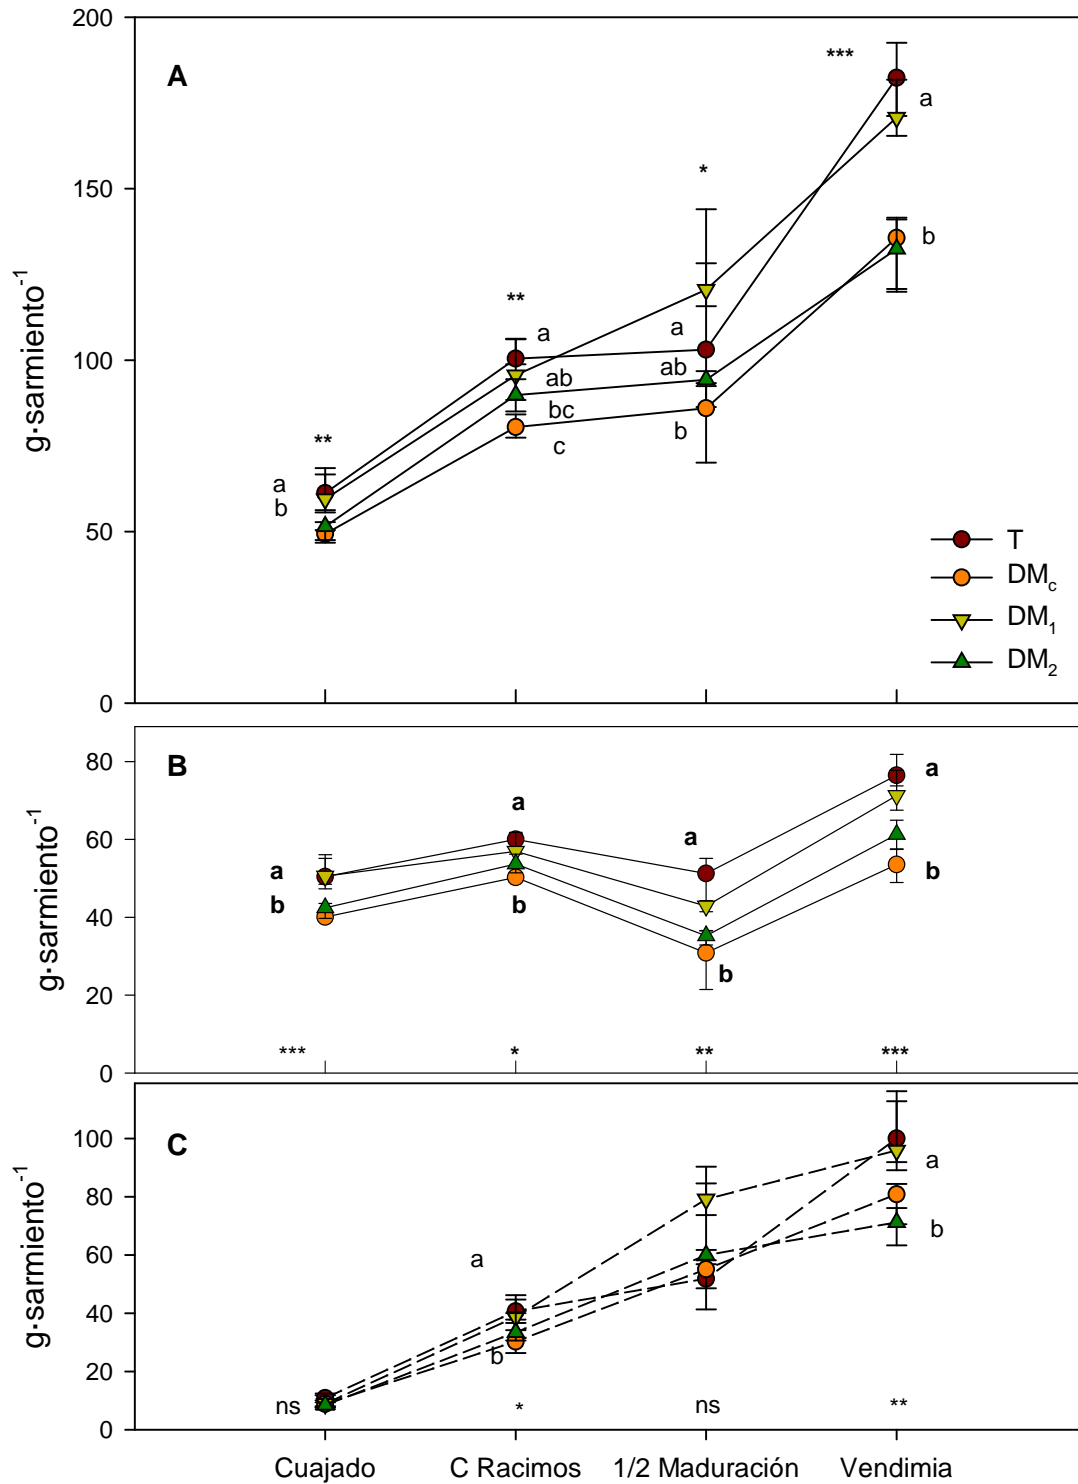 200
A
***
a
150
*
b
g·sarmiento⁻¹
**
a
a
100
ab
ab
bc
b
c
**
a
b
50
T
DMc
DM₁
DM₂
0
B
80
a
a
a
60
g·sarmiento⁻¹
a
b
b
b
40
b
20
***
*
**
***
0
C
100
a
g·sarmiento⁻¹
80
b
60
a
40
b
20
ns
*
ns
**
0
Cuajado
C Racimos
1/2 Maduración
Vendimia